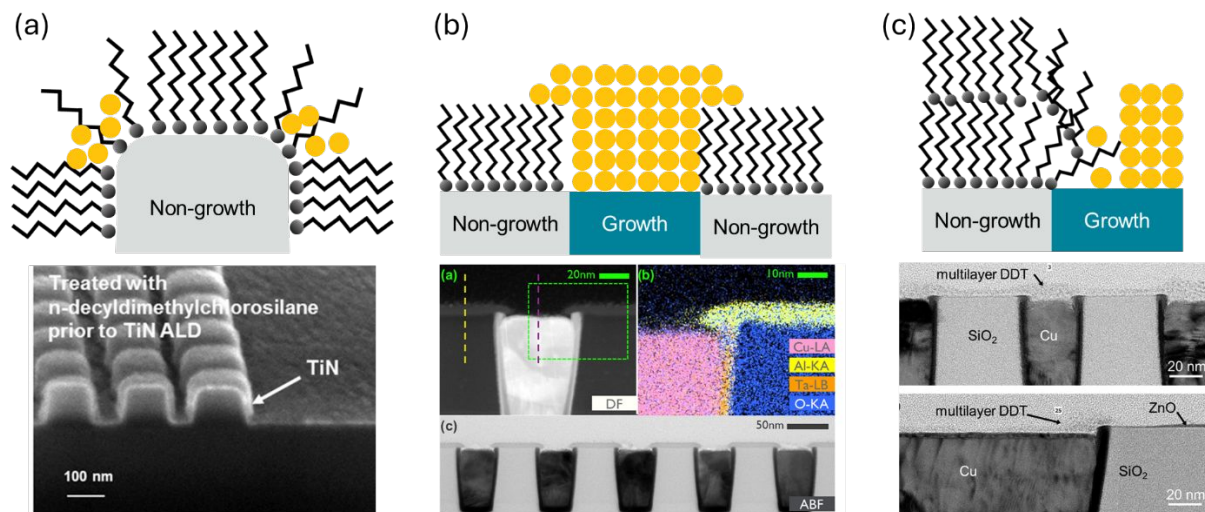 (a)
Non-growth
Treated with
n-decyldimethylchlorosilane
prior to TiN ALD
TiN
100 nm
(b)
Non-growth
Growth
Non-growth
(a)
20nm
DF
(b)
10nm
Cu-LA
Al-KA
Ta-LB
O-KA
(c)
50nm
ABF
(c)
Non-growth
Growth
multilayer DDT
SiO2
Cu
20 nm
multilayer DDT
25
ZnO
Cu
SiO2
20 nm